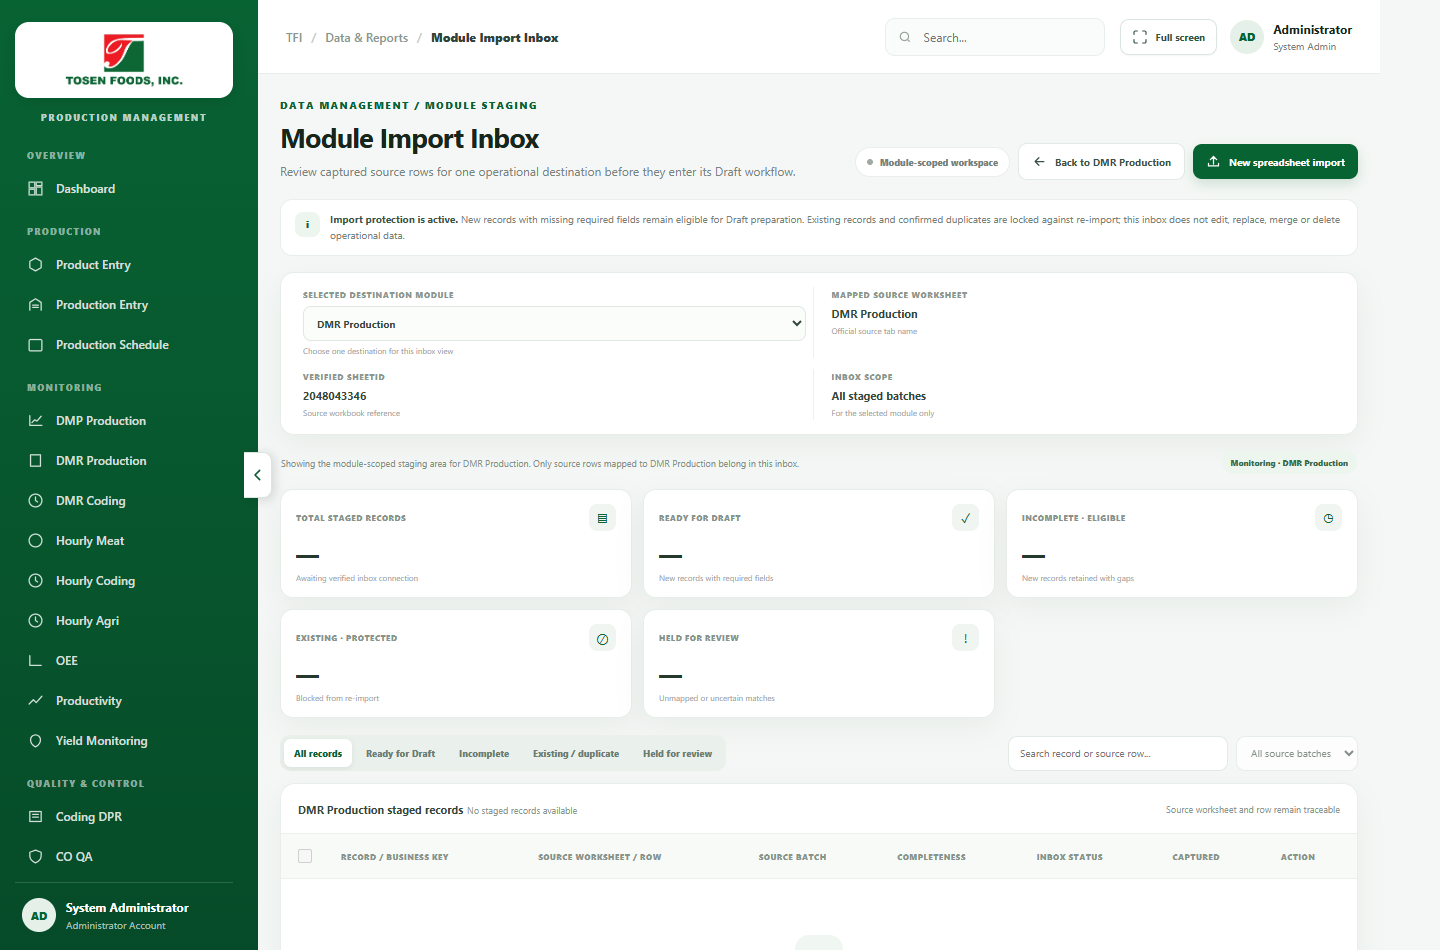 TOSEN FOODS, INC.
PRODUCTION MANAGEMENT
OVERVIEW
Dashboard
PRODUCTION
Product Entry
Production Entry
Production Schedule
MONITORING
DMP Production
DMR Production
DMR Coding
Hourly Meat
Hourly Coding
Hourly Agri
OEE
Productivity
Yield Monitoring
QUALITY & CONTROL
Coding DPR
CO QA
AD
System Administrator
Administrator Account
TFI / Data & Reports / Module Import Inbox
Search...
Full screen
AD
Administrator
System Admin
DATA MANAGEMENT / MODULE STAGING
Module Import Inbox
Review captured source rows for one operational destination before they enter its Draft workflow.
Module-scoped workspace
Back to DMR Production
New spreadsheet import
i
Import protection is active. New records with missing required fields remain eligible for Draft preparation. Existing records and confirmed duplicates are locked against re-import; this inbox does not edit, replace, merge or delete
operational data.
SELECTED DESTINATION MODULE
DMR Production
Choose one destination for this inbox view
MAPPED SOURCE WORKSHEET
DMR Production
Official source tab name
VERIFIED SHEETID
2048043346
Source workbook reference
INBOX SCOPE
All staged batches
For the selected module only
Showing the module-scoped staging area for DMR Production. Only source rows mapped to DMR Production belong in this inbox.
Monitoring · DMR Production
TOTAL STAGED RECORDS
—
Awaiting verified inbox connection
READY FOR DRAFT
✓
—
New records with required fields
INCOMPLETE · ELIGIBLE
—
New records retained with gaps
EXISTING · PROTECTED
—
Blocked from re-import
HELD FOR REVIEW
!
—
Unmapped or uncertain matches
All records
Ready for Draft
Incomplete
Existing / duplicate
Held for review
Search record or source row...
All source batches
DMR Production staged records No staged records available
Source worksheet and row remain traceable
RECORD / BUSINESS KEY
SOURCE WORKSHEET / ROW
SOURCE BATCH
COMPLETENESS
INBOX STATUS
CAPTURED
ACTION